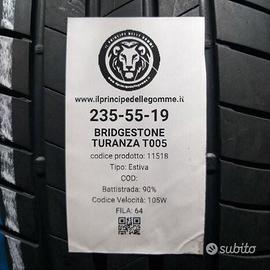 IL PRINCIPE DELLE GOMME
www.ilprincipedellegomme.it
235-55-19
BRIDGESTONE
TURANZA T005
codice prodotto: 11518
Tipo: Estiva
COD:
Battistrada: 90%
Codice Velocità: 105W
FILA: 64
subito